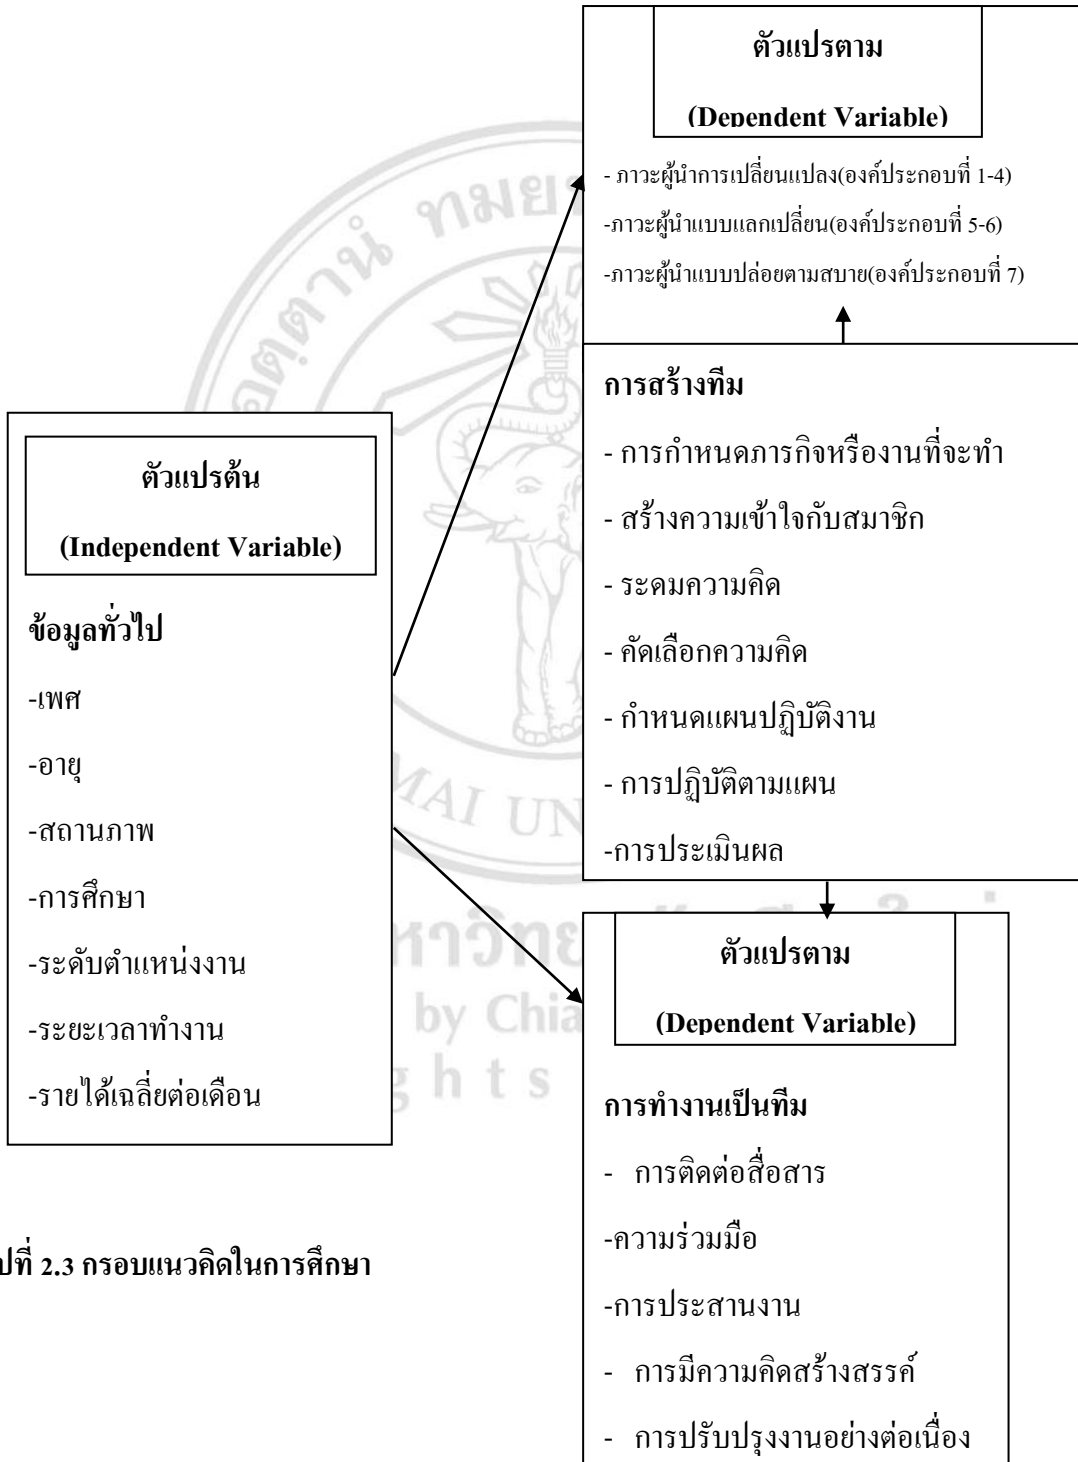 ตัวแปรตาม
(Dependent Variable)
- ภาวะผู้นำการเปลี่ยนแปลง(องค์ประกอบที่ 1-4)
-ภาวะผู้นำแบบแลกเปลี่ยน(องค์ประกอบที่ 5-6)
-ภาวะผู้นำแบบปล่อยตามสบาย(องค์ประกอบที่ 7)
การสร้างทีม
- การกำหนดภารกิจหรืองานที่จะทำ
- สร้างความเข้าใจกับสมาชิก
- ระดมความคิด
- คัดเลือกความคิด
- กำหนดแผนปฏิบัติงาน
- การปฏิบัติตามแผน
-การประเมินผล
ตัวแปรต้น
(Independent Variable)
ข้อมูลทั่วไป
-เพศ
-อายุ
-สถานภาพ
-การศึกษา
-ระดับตำแหน่งงาน
-ระยะเวลาทำงาน
-รายได้เฉลี่ยต่อเดือน
ตัวแปรตาม
(Dependent Variable)
การทำงานเป็นทีม
- การติดต่อสื่อสาร
-ความร่วมมือ
-การประสานงาน
- การมีความคิดสร้างสรรค์
- การปรับปรุงงานอย่างต่อเนื่อง
ปที่ 2.3 กรอบแนวคิดในการศึกษา
อตฺตานํ ทมย
MAI UN
by Chia
g h t s